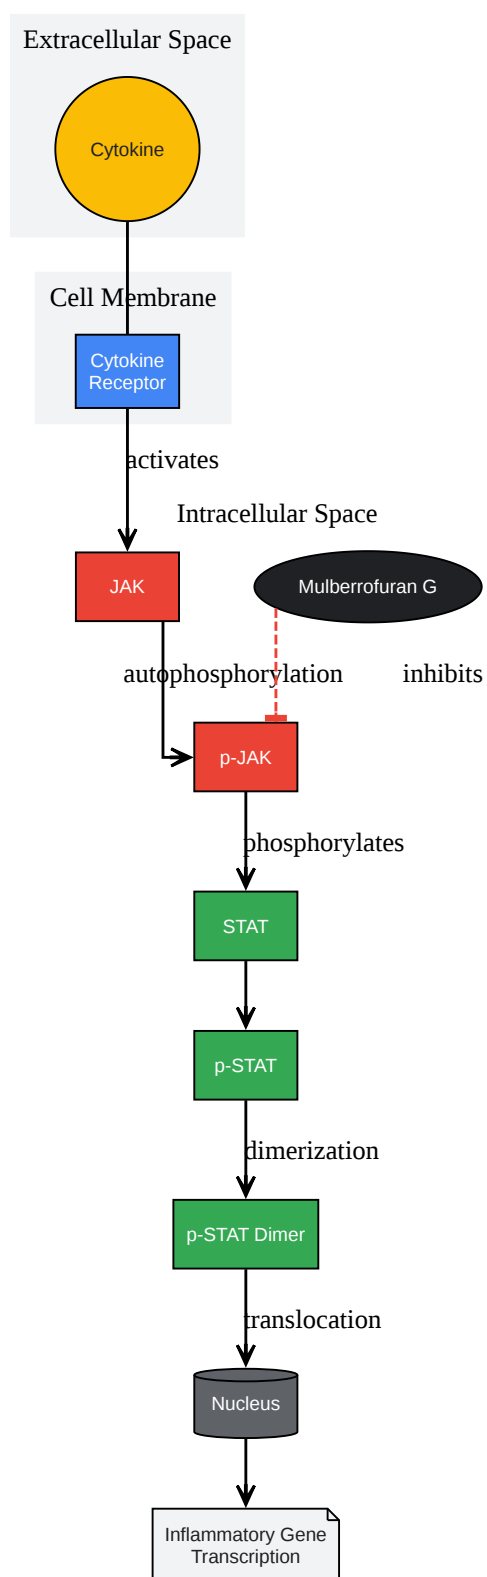 Extracellular Space
Cytokine
Cell Membrane
Cytokine
Receptor
activates
Intracellular Space
JAK
Mulberrofuran G
autophosphorylation
inhibits
p-JAK
phosphorylates
STAT
p-STAT
dimerization
p-STAT Dimer
translocation
Nucleus
Inflammatory Gene
Transcription